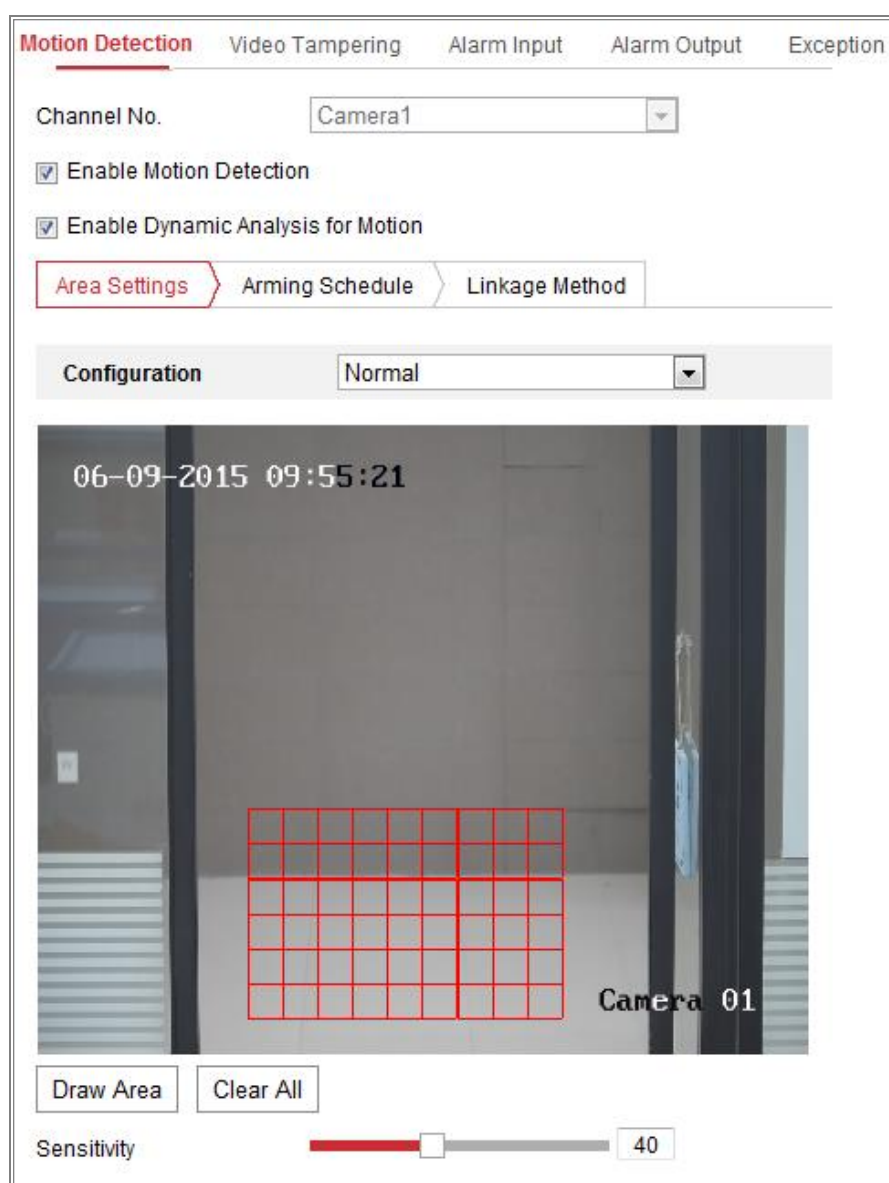 Motion Detection Video Tampering Alarm Input Alarm Output Exception
Channel No. Camera1
Enable Motion Detection
Enable Dynamic Analysis for Motion
Area Settings Arming Schedule Linkage Method
Configuration Normal
06-09-2015 09:55:21
Camera 01
Draw Area Clear All
Sensitivity 40